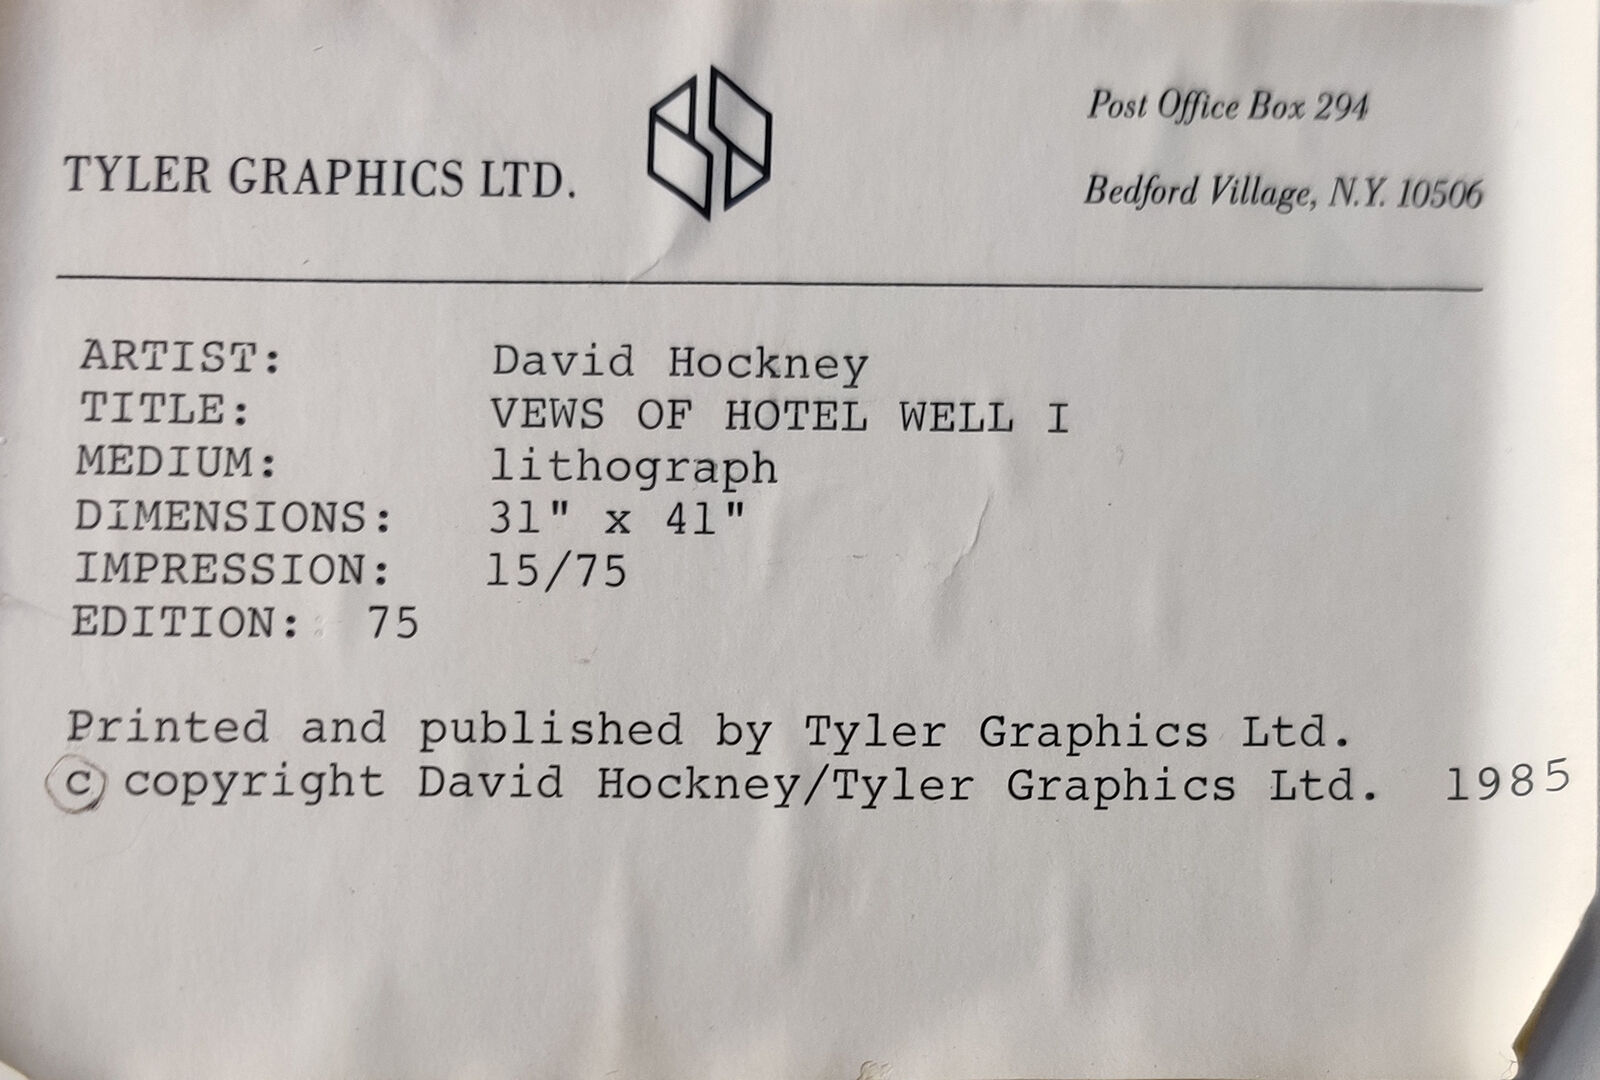 TYLER GRAPHICS LTD.
Post Office Box 294
Bedford Village, N.Y. 10506
ARTIST: David Hockney
TITLE: VEWS OF HOTEL WELL I
MEDIUM: lithograph
DIMENSIONS: 31" x 41"
IMPRESSION: 15/75
EDITION: 75
Printed and published by Tyler Graphics Ltd.
© copyright David Hockney/Tyler Graphics Ltd. 1985